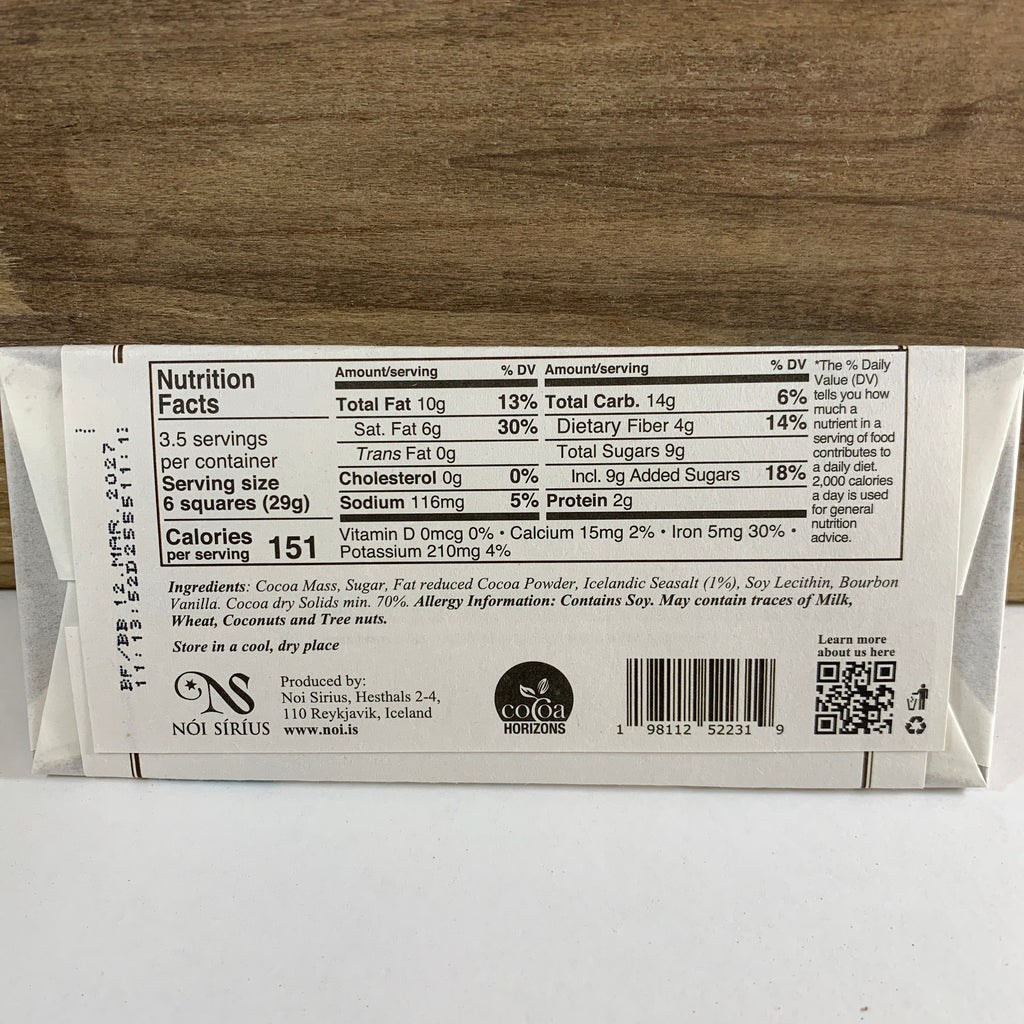 Nutrition
Facts
3.5 servings
per container
Serving size
6 squares (29g)
Calories
per serving 151
Amount/serving % DV
Total Fat 10g 13%
Sat. Fat 6g 30%
Trans Fat 0g
Cholesterol 0g 0%
Sodium 116mg 5%
Amount/serving % DV
Total Carb. 14g 6%
Dietary Fiber 4g 14%
Total Sugars 9g
Incl. 9g Added Sugars 18%
Protein 2g
Vitamin D 0mcg 0% • Calcium 15mg 2% • Iron 5mg 30% •
Potassium 210mg 4%
*The % Daily
Value (DV)
tells you how
much a
nutrient in a
serving of food
contributes to
a daily diet.
2,000 calories
a day is used
for general
nutrition
advice.
Ingredients: Cocoa Mass, Sugar, Fat reduced Cocoa Powder, Icelandic Seasalt (1%), Soy Lecithin, Bourbon
Vanilla. Cocoa dry Solids min. 70%. Allergy Information: Contains Soy. May contain traces of Milk,
Wheat, Coconuts and Tree nuts.
Store in a cool, dry place
NÓI SÍRÍUS
Produced by:
Noi Sirius, Hesthals 2-4,
110 Reykjavik, Iceland
www.noi.is
cocoa
HORIZONS
1 98112 52231 9
Learn more
about us here
BF/BB 12.MAR.2027